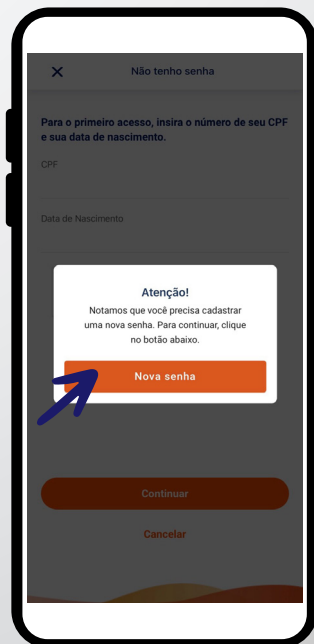 Não tenho senha
Para o primeiro acesso, insira o número de seu CPF
e sua data de nascimento.
CPF
Data de Nascimento
Atenção!
Notamos que você precisa cadastrar
uma nova senha. Para continuar, clique
no botão abaixo.
Nova senha
Continuar
Cancelar